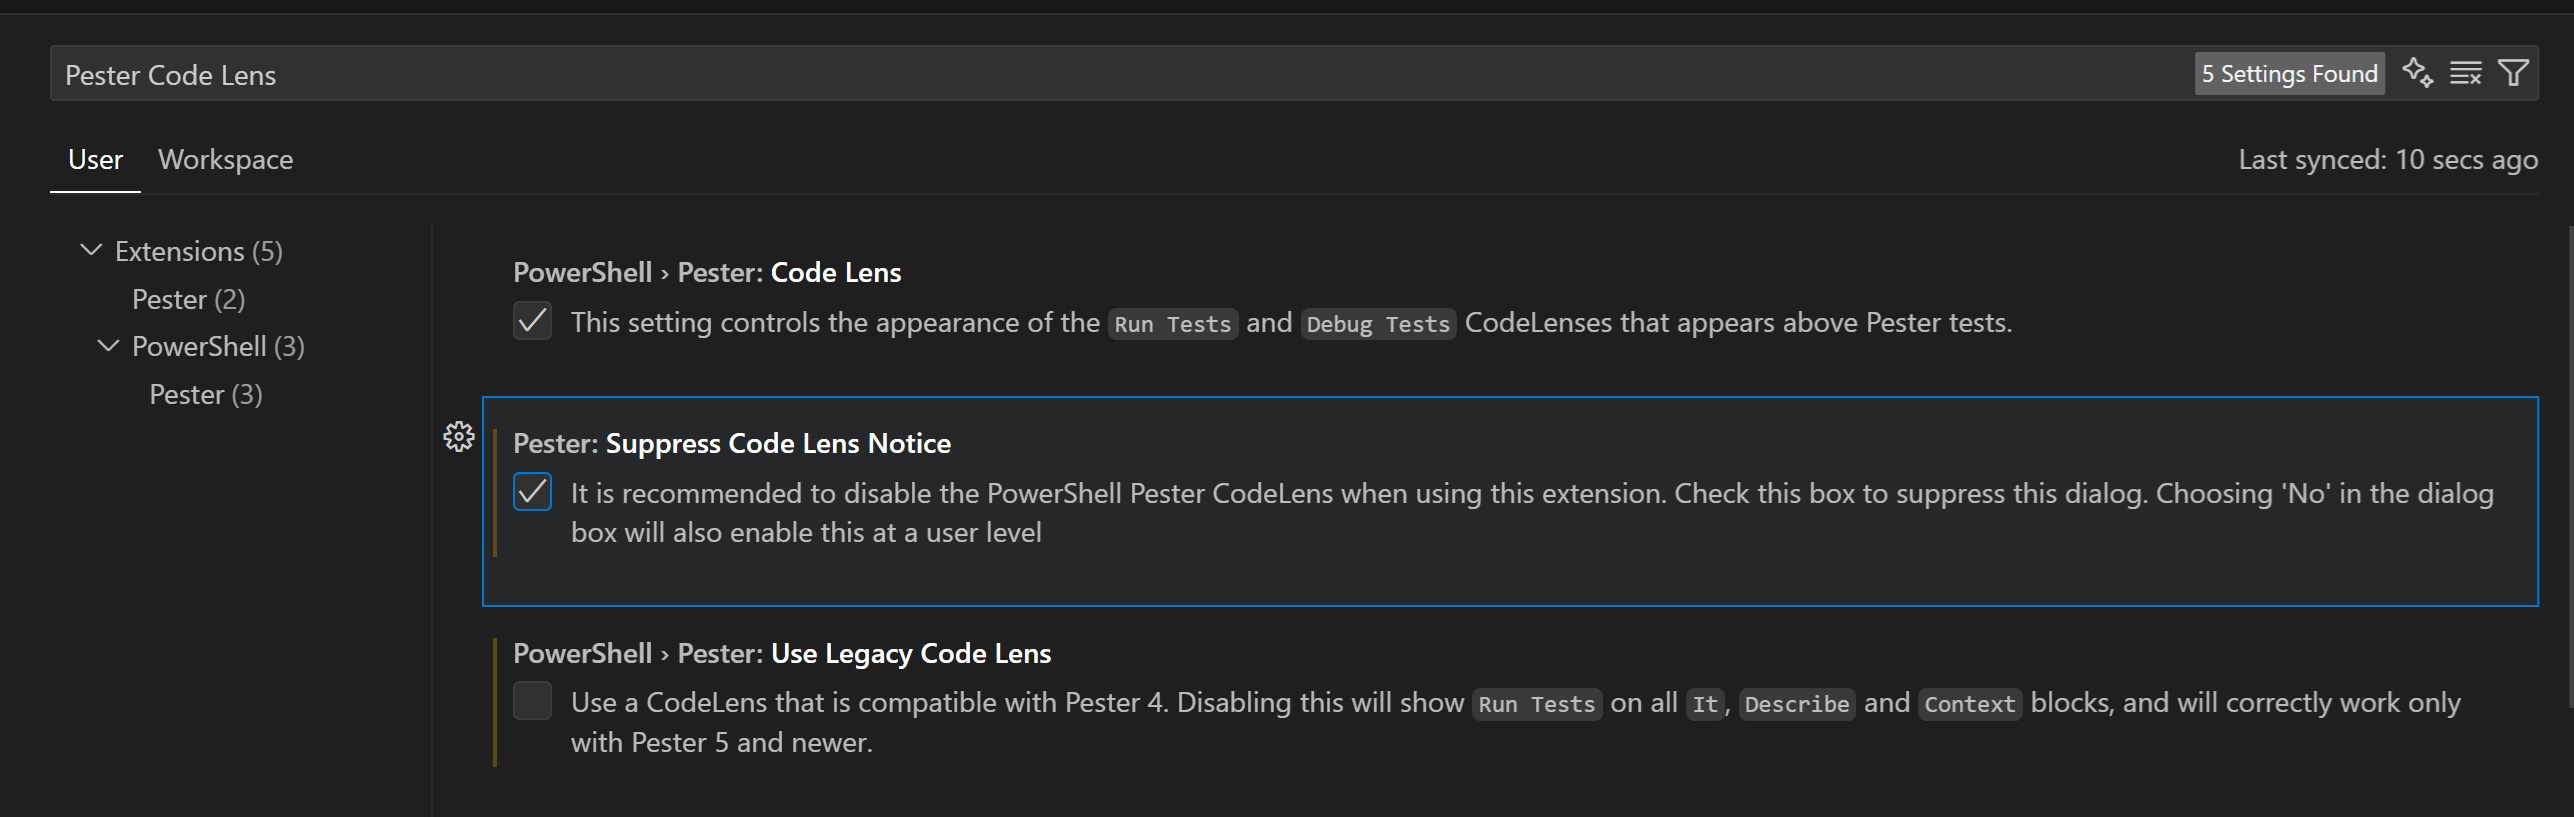 Pester Code Lens
5 Settings Found
User
Workspace
Last synced: 10 secs ago
Extensions (5)
Pester (2)
PowerShell (3)
Pester (3)
PowerShell › Pester: Code Lens
This setting controls the appearance of the Run Tests and Debug Tests CodeLenses that appears above Pester tests.
Pester: Suppress Code Lens Notice
It is recommended to disable the PowerShell Pester CodeLens when using this extension. Check this box to suppress this dialog. Choosing 'No' in the dialog
box will also enable this at a user level
PowerShell › Pester: Use Legacy Code Lens
Use a CodeLens that is compatible with Pester 4. Disabling this will show Run Tests on all It, Describe and Context blocks, and will correctly work only
with Pester 5 and newer.